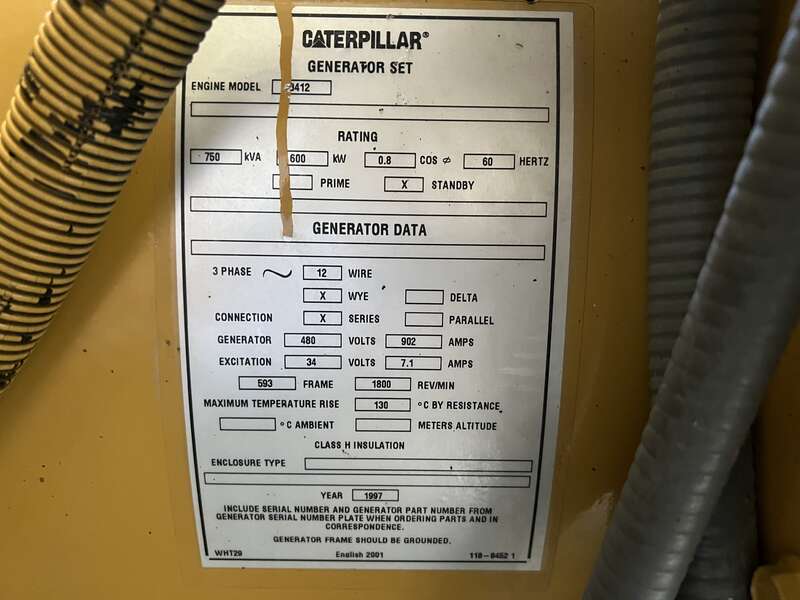 CATERPILLAR®
GENERATOR SET
ENGINE MODEL 3412
RATING
750 kVA 600 kW 0.8 COS ø 60 HERTZ
PRIME X STANDBY
GENERATOR DATA
3 PHASE ~ 12 WIRE
X WYE DELTA
CONNECTION X SERIES PARALLEL
GENERATOR 480 VOLTS 902 AMPS
EXCITATION 34 VOLTS 7.1 AMPS
593 FRAME 1800 REV/MIN
MAXIMUM TEMPERATURE RISE 130 °C BY RESISTANCE
°C AMBIENT METERS ALTITUDE
CLASS H INSULATION
ENCLOSURE TYPE
YEAR 1997
INCLUDE SERIAL NUMBER AND GENERATOR PART NUMBER FROM
GENERATOR SERIAL NUMBER PLATE WHEN ORDERING PARTS AND IN
CORRESPONDENCE.
GENERATOR FRAME SHOULD BE GROUNDED.
WHT29 English 2001 118-8452 1